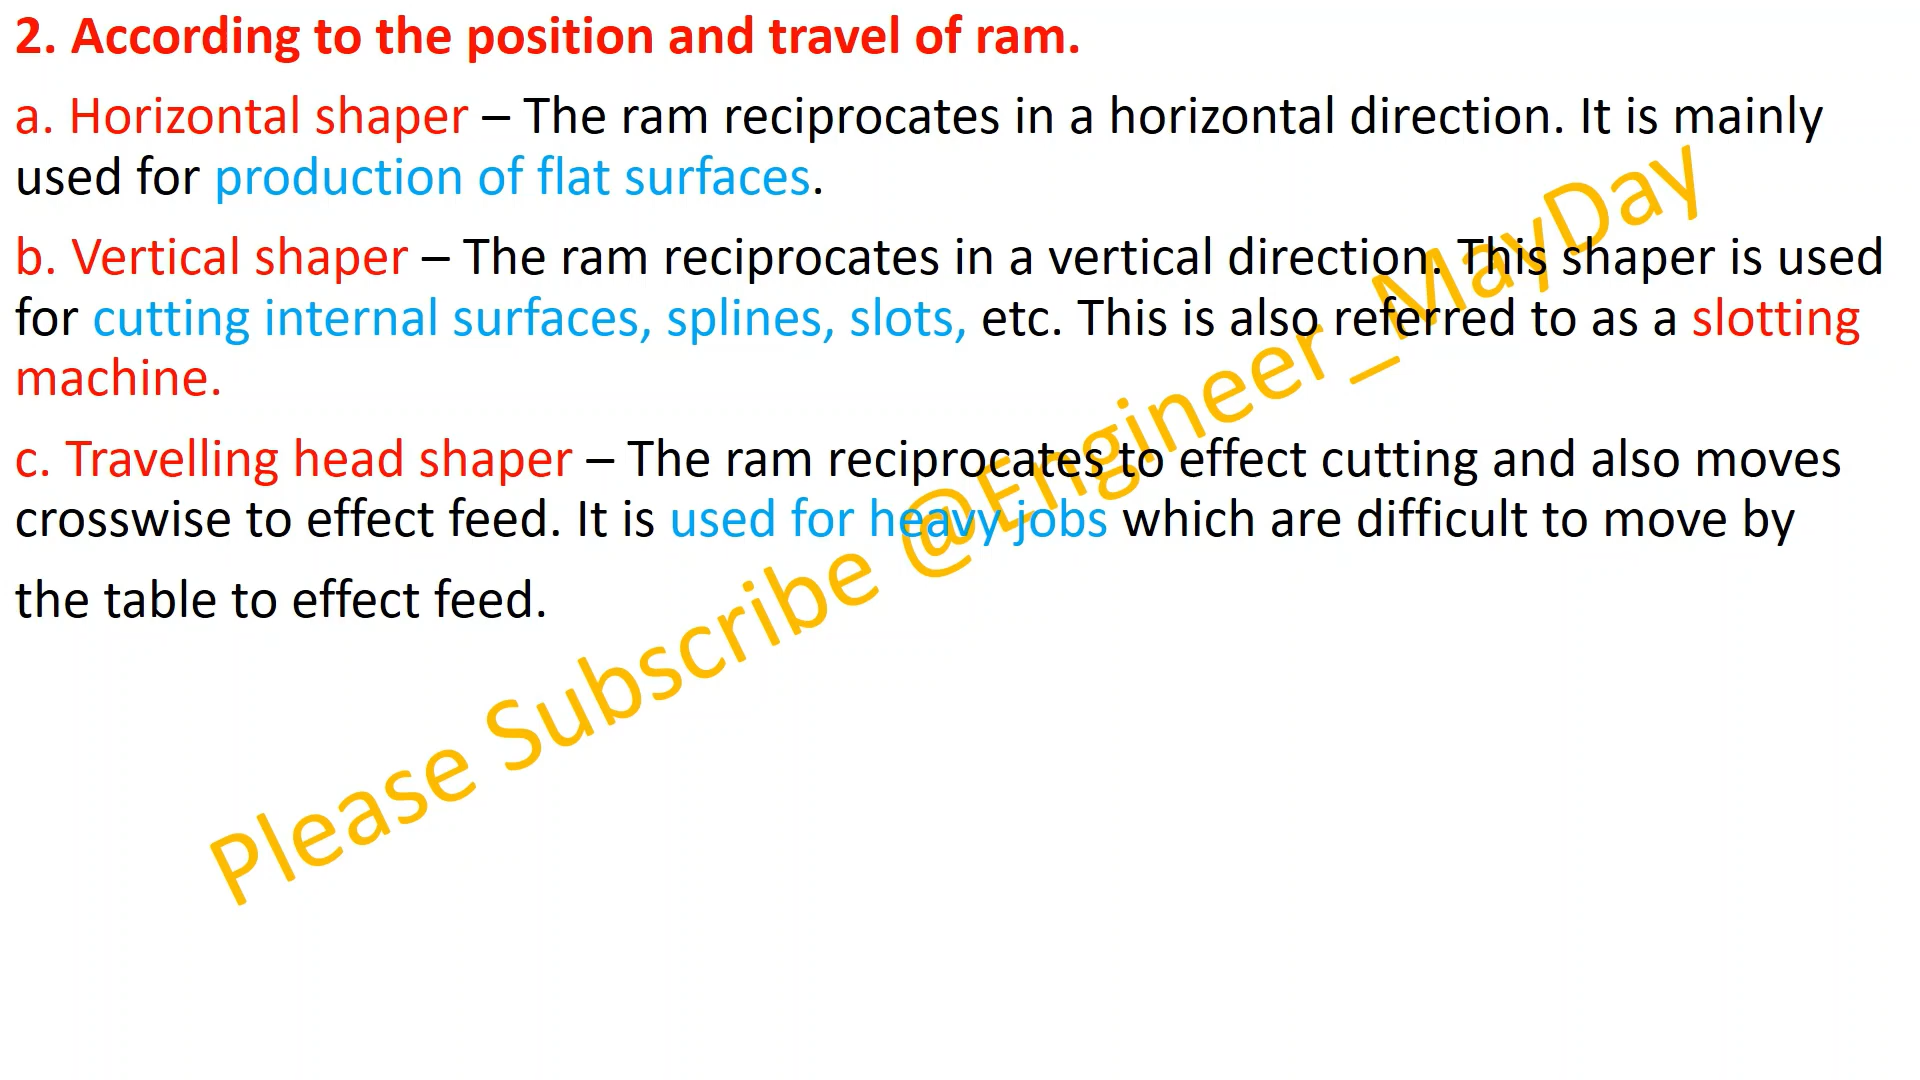 2. According to the position and travel of ram.
a. Horizontal shaper – The ram reciprocates in a horizontal direction. It is mainly
used for production of flat surfaces.
b. Vertical shaper – The ram reciprocates in a vertical direction. This shaper is used
for cutting internal surfaces, splines, slots, etc. This is also referred to as a slotting
machine.
c. Travelling head shaper – The ram reciprocates to effect cutting and also moves
crosswise to effect feed. It is used for heavy jobs which are difficult to move by
the table to effect feed.
Please Subscribe @Engineer_MayDay